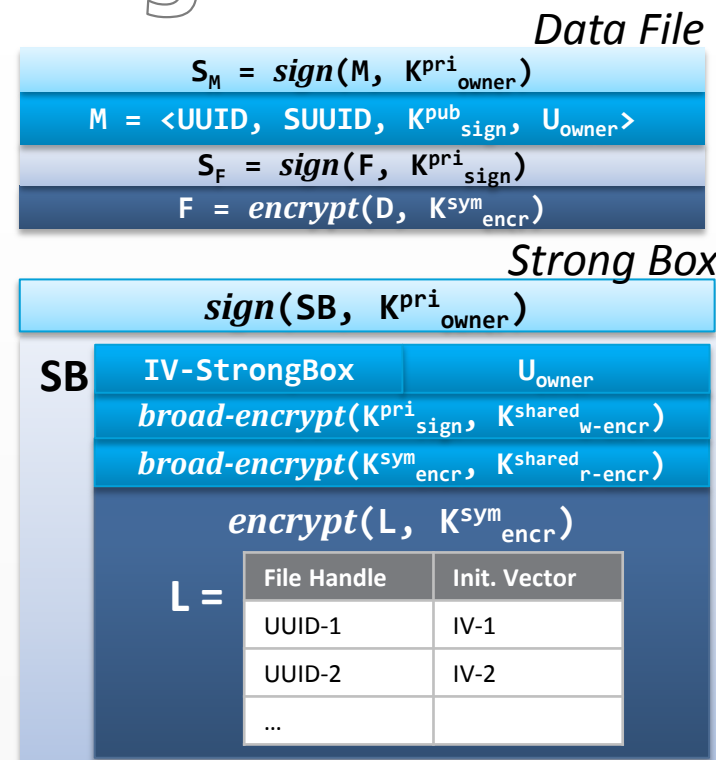 Data File
S_M = sign(M, K^pri_owner)
M = <UUID, SUUID, K^pub_sign, U_owner>
S_F = sign(F, K^pri_sign)
F = encrypt(D, K^sym_encr)
Strong Box
sign(SB, K^pri_owner)
SB
IV-StrongBox U_owner
broad-encrypt(K^pri_sign, K^shared_w-encr)
broad-encrypt(K^sym_encr, K^shared_r-encr)
encrypt(L, K^sym_encr)
L =
File Handle Init. Vector
UUID-1 IV-1
UUID-2 IV-2
…